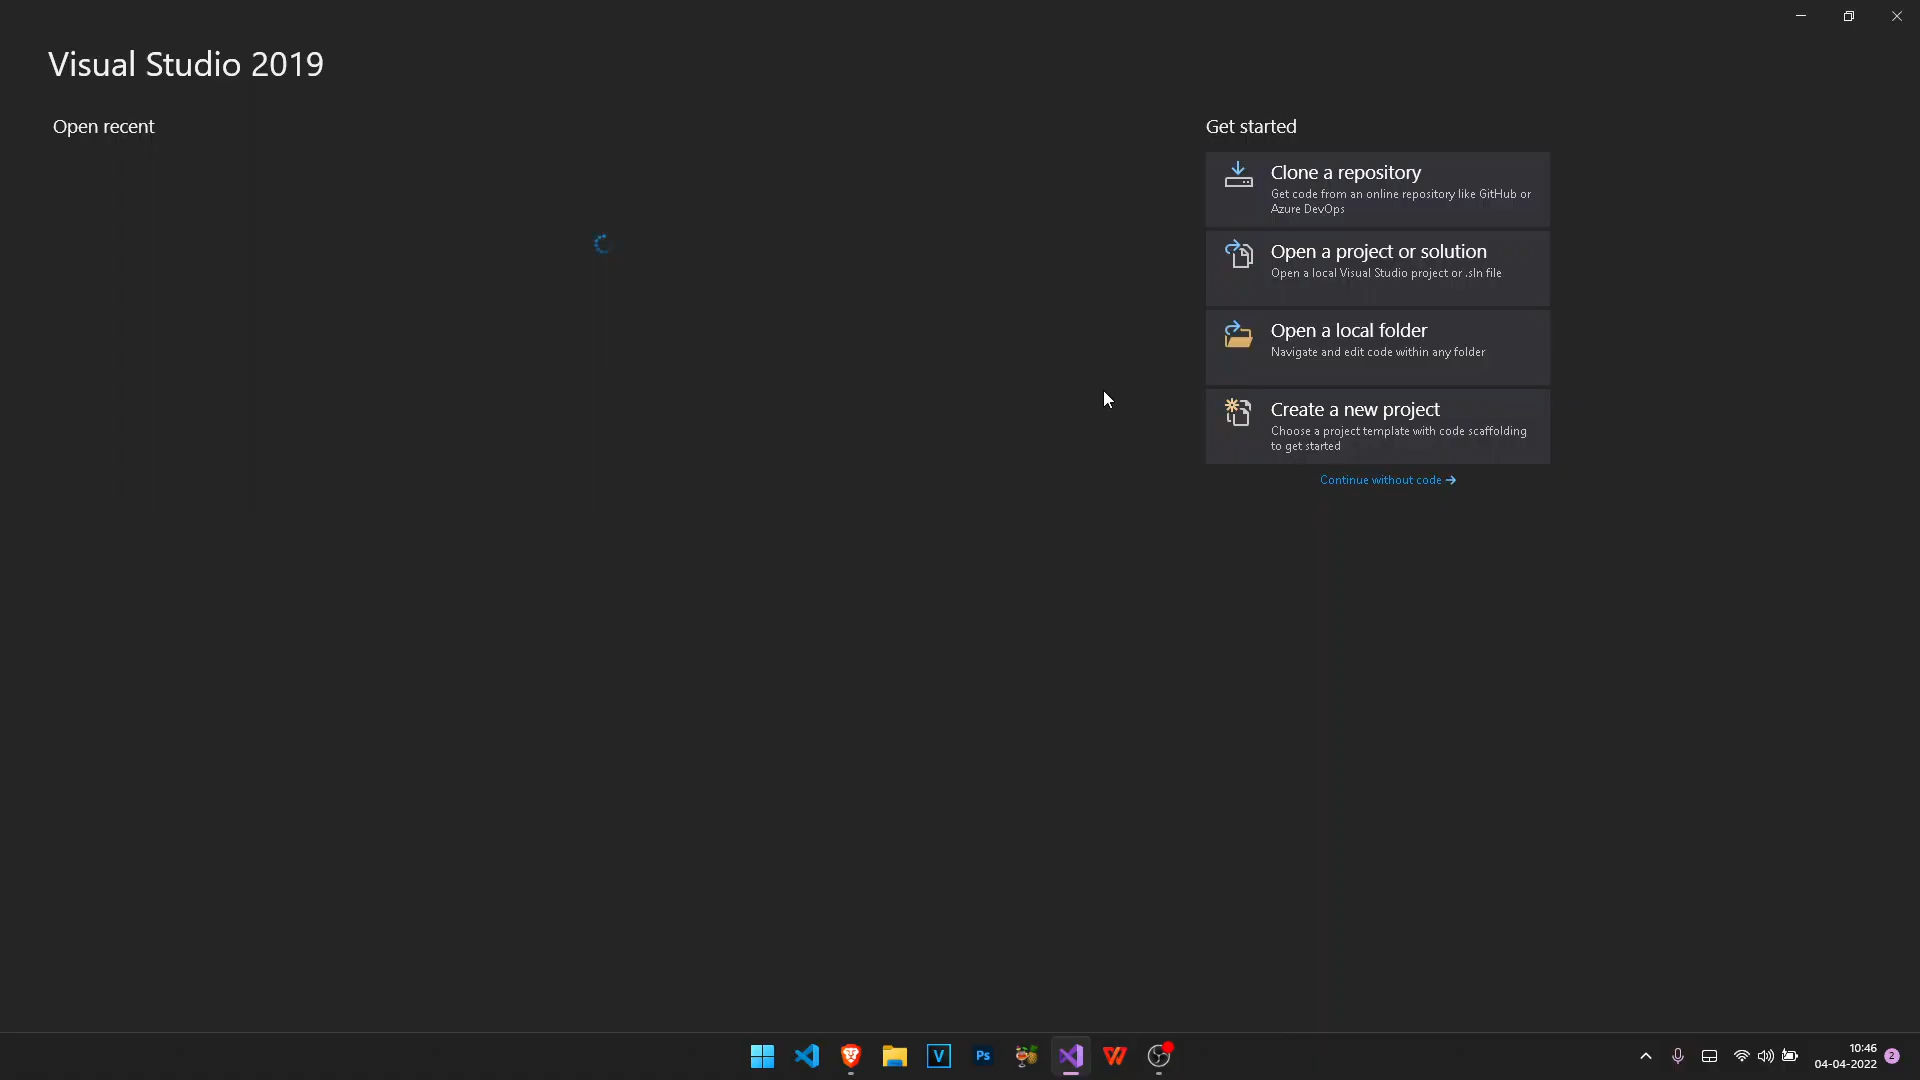 Visual Studio 2019
Open recent
Get started
Clone a repository
Get code from an online repository like GitHub or
Azure DevOps
Open a project or solution
Open a local Visual Studio project or .sln file
Open a local folder
Navigate and edit code within any folder
Create a new project
Choose a project template with code scaffolding
to get started
Continue without code →
V
Ps
W
10:46
04-04-2022
2